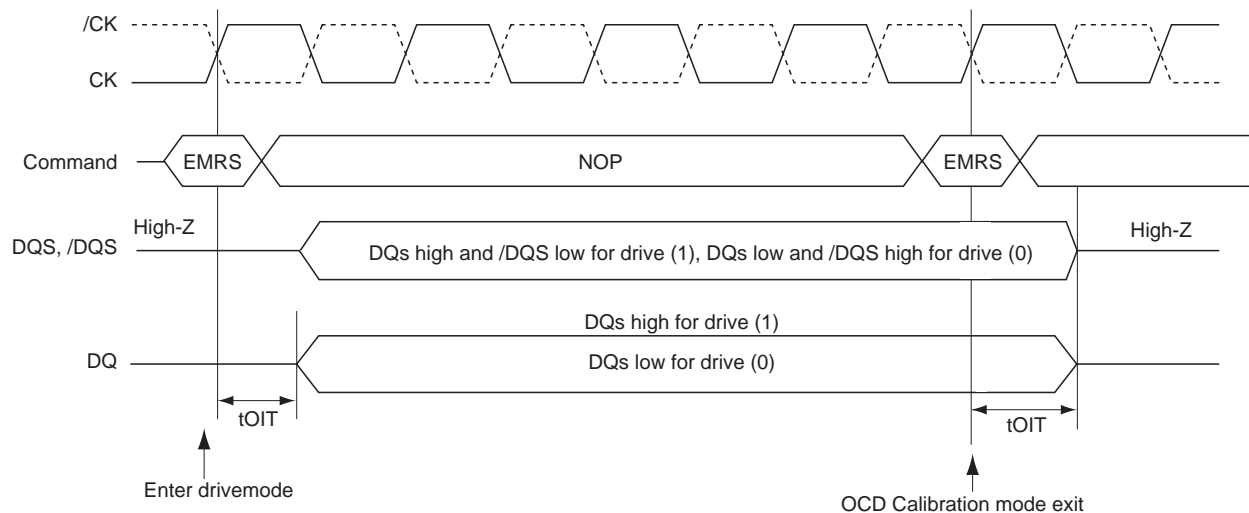 /CK
CK
Command
EMRS
NOP
EMRS
High-Z
High-Z
DQS, /DQS
DQs high and /DQS low for drive (1), DQs low and /DQS high for drive (0)
DQs high for drive (1)
DQ
DQs low for drive (0)
tOIT
tOIT
Enter drivemode
OCD Calibration mode exit